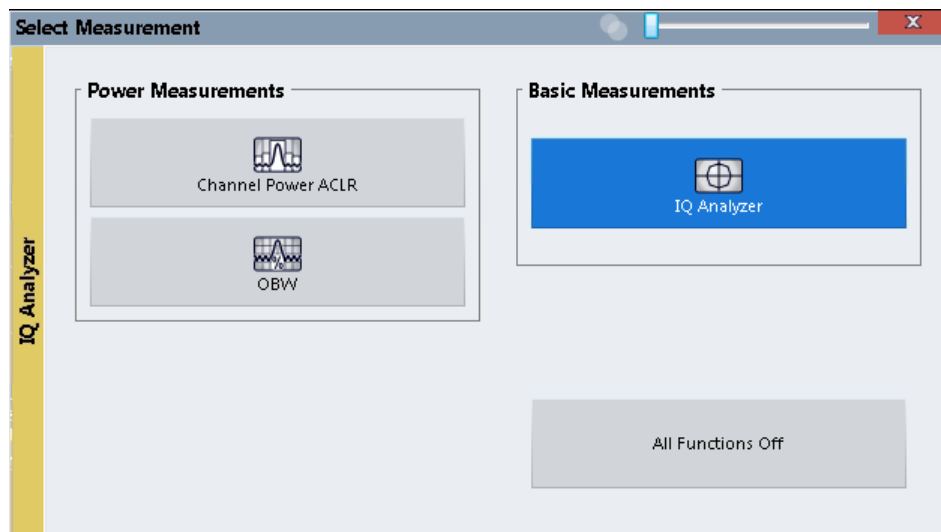 Select Measurement
IQ Analyzer
Power Measurements
Channel Power ACLR
OBW
Basic Measurements
IQ Analyzer
All Functions Off